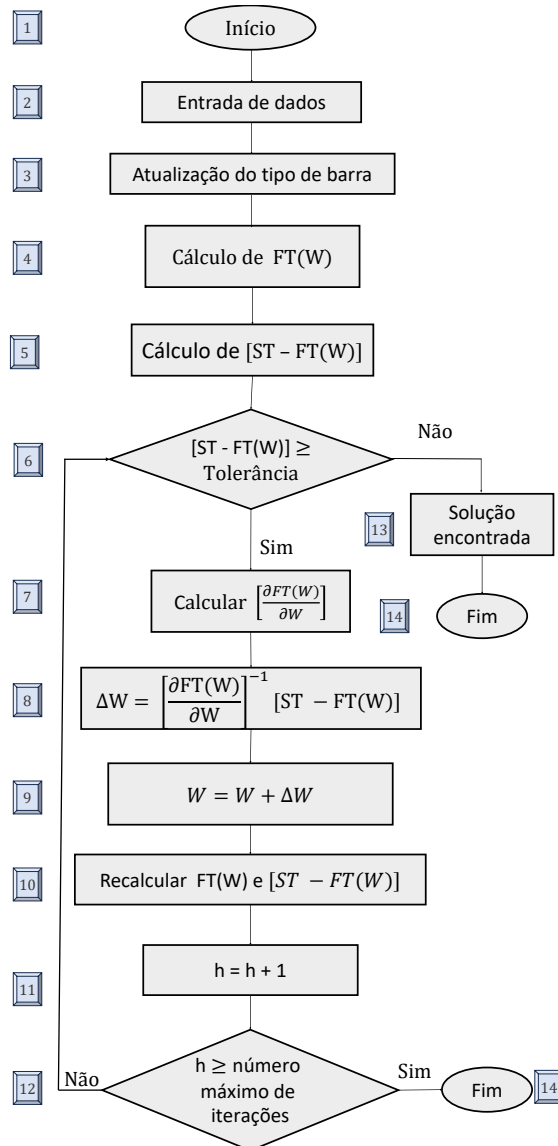 1
Início
2
Entrada de dados
3
Atualização do tipo de barra
4
Cálculo de FT(W)
5
Cálculo de [ST – FT(W)]
6
[ST - FT(W)] ≥
Tolerância
Não
13
Solução
encontrada
Sim
7
Calcular [∂FT(W)/∂W]
14
Fim
8
ΔW = [∂FT(W)/∂W]⁻¹ [ST – FT(W)]
9
W = W + ΔW
10
Recalcular FT(W) e [ST – FT(W)]
11
h = h + 1
12
Não
h ≥ número
máximo de
iterações
Sim
Fim
14